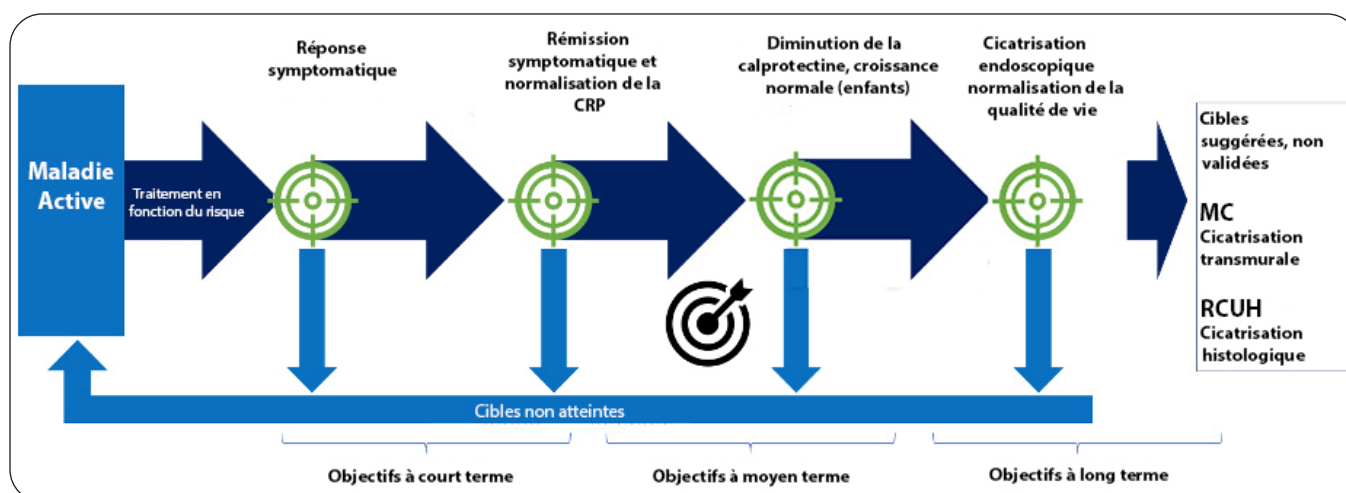 Réponse
symptomatique
Rémission
symptomatique et
normalisation de la
CRP
Diminution de la
calprotectine, croissance
normale (enfants)
Cicatrisation
endoscopique
normalisation de la
qualité de vie
Maladie
Active
Traitement en
fonction du risque
Cibles
suggérées, non
validées
MC
Cicatrisation
transmurale
RCUH
Cicatrisation
histologique
Cibles non atteintes
Objectifs à court terme
Objectifs à moyen terme
Objectifs à long terme